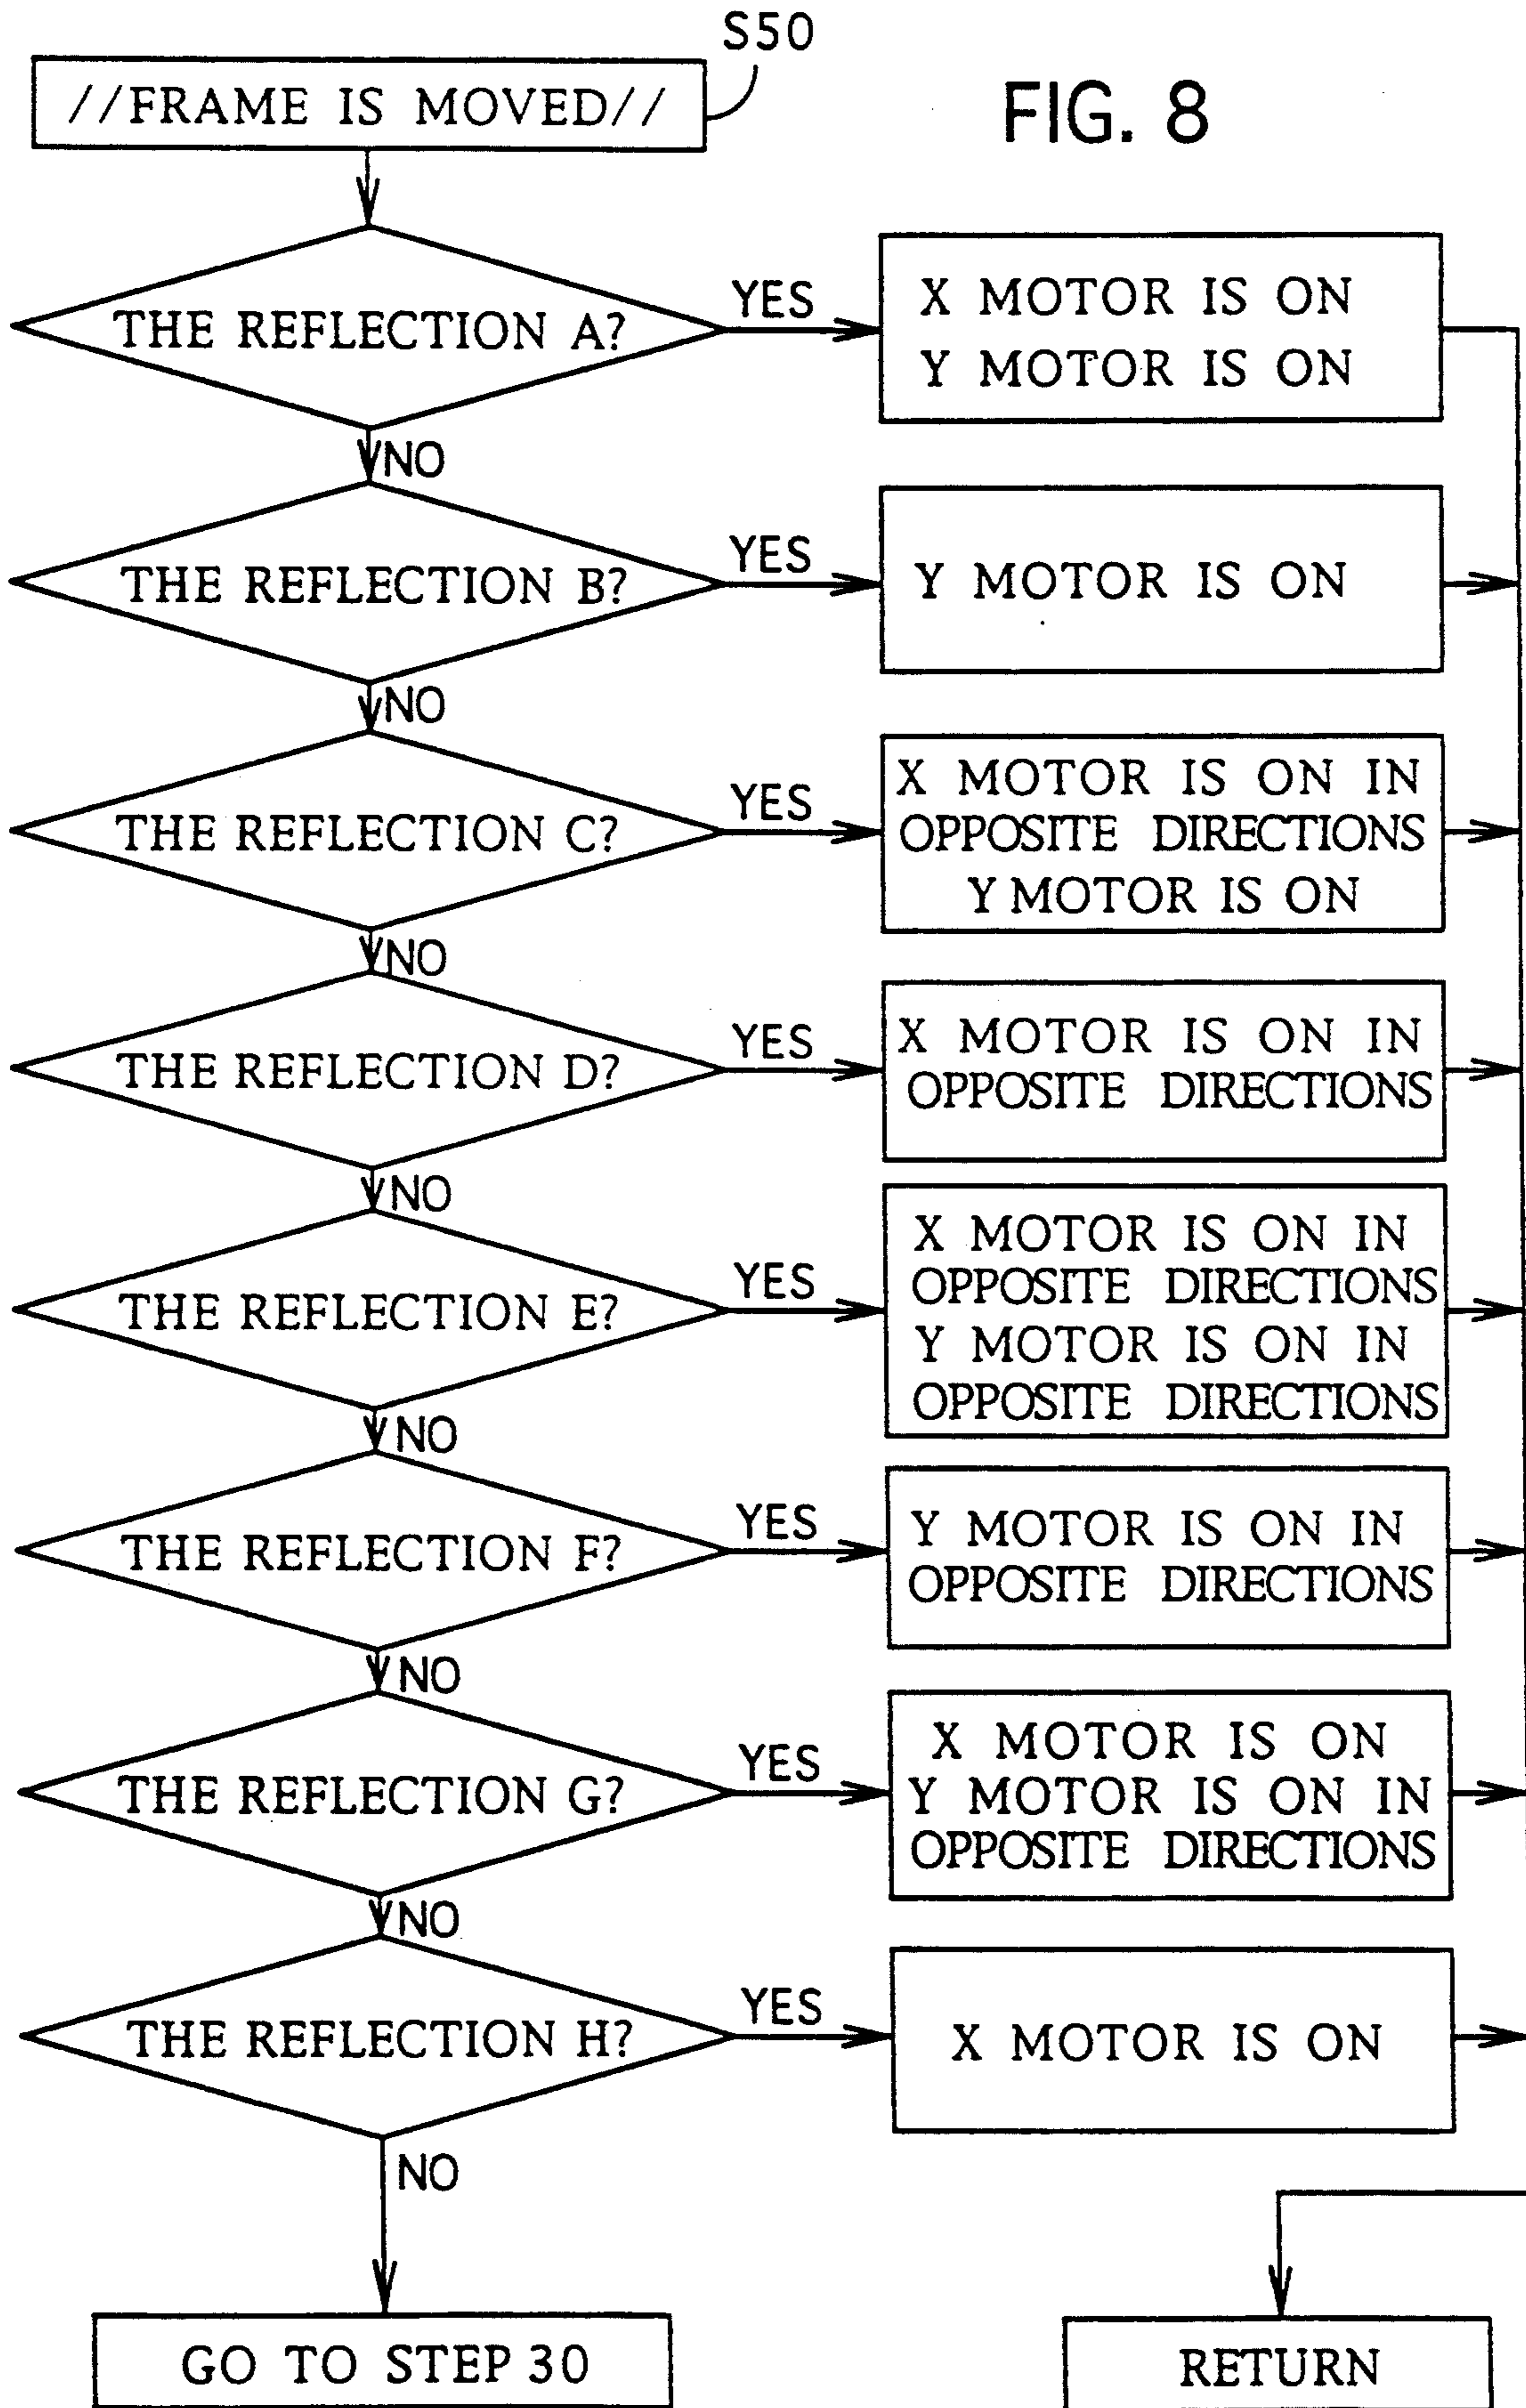 S50
//FRAME IS MOVED//
FIG. 8
THE REFLECTION A?
YES
X MOTOR IS ON
Y MOTOR IS ON
NO
THE REFLECTION B?
YES
Y MOTOR IS ON
NO
THE REFLECTION C?
YES
X MOTOR IS ON IN
OPPOSITE DIRECTIONS
Y MOTOR IS ON
NO
THE REFLECTION D?
YES
X MOTOR IS ON IN
OPPOSITE DIRECTIONS
NO
THE REFLECTION E?
YES
X MOTOR IS ON IN
OPPOSITE DIRECTIONS
Y MOTOR IS ON IN
OPPOSITE DIRECTIONS
NO
THE REFLECTION F?
YES
Y MOTOR IS ON IN
OPPOSITE DIRECTIONS
NO
THE REFLECTION G?
YES
X MOTOR IS ON
Y MOTOR IS ON IN
OPPOSITE DIRECTIONS
NO
THE REFLECTION H?
YES
X MOTOR IS ON
NO
GO TO STEP 30
RETURN